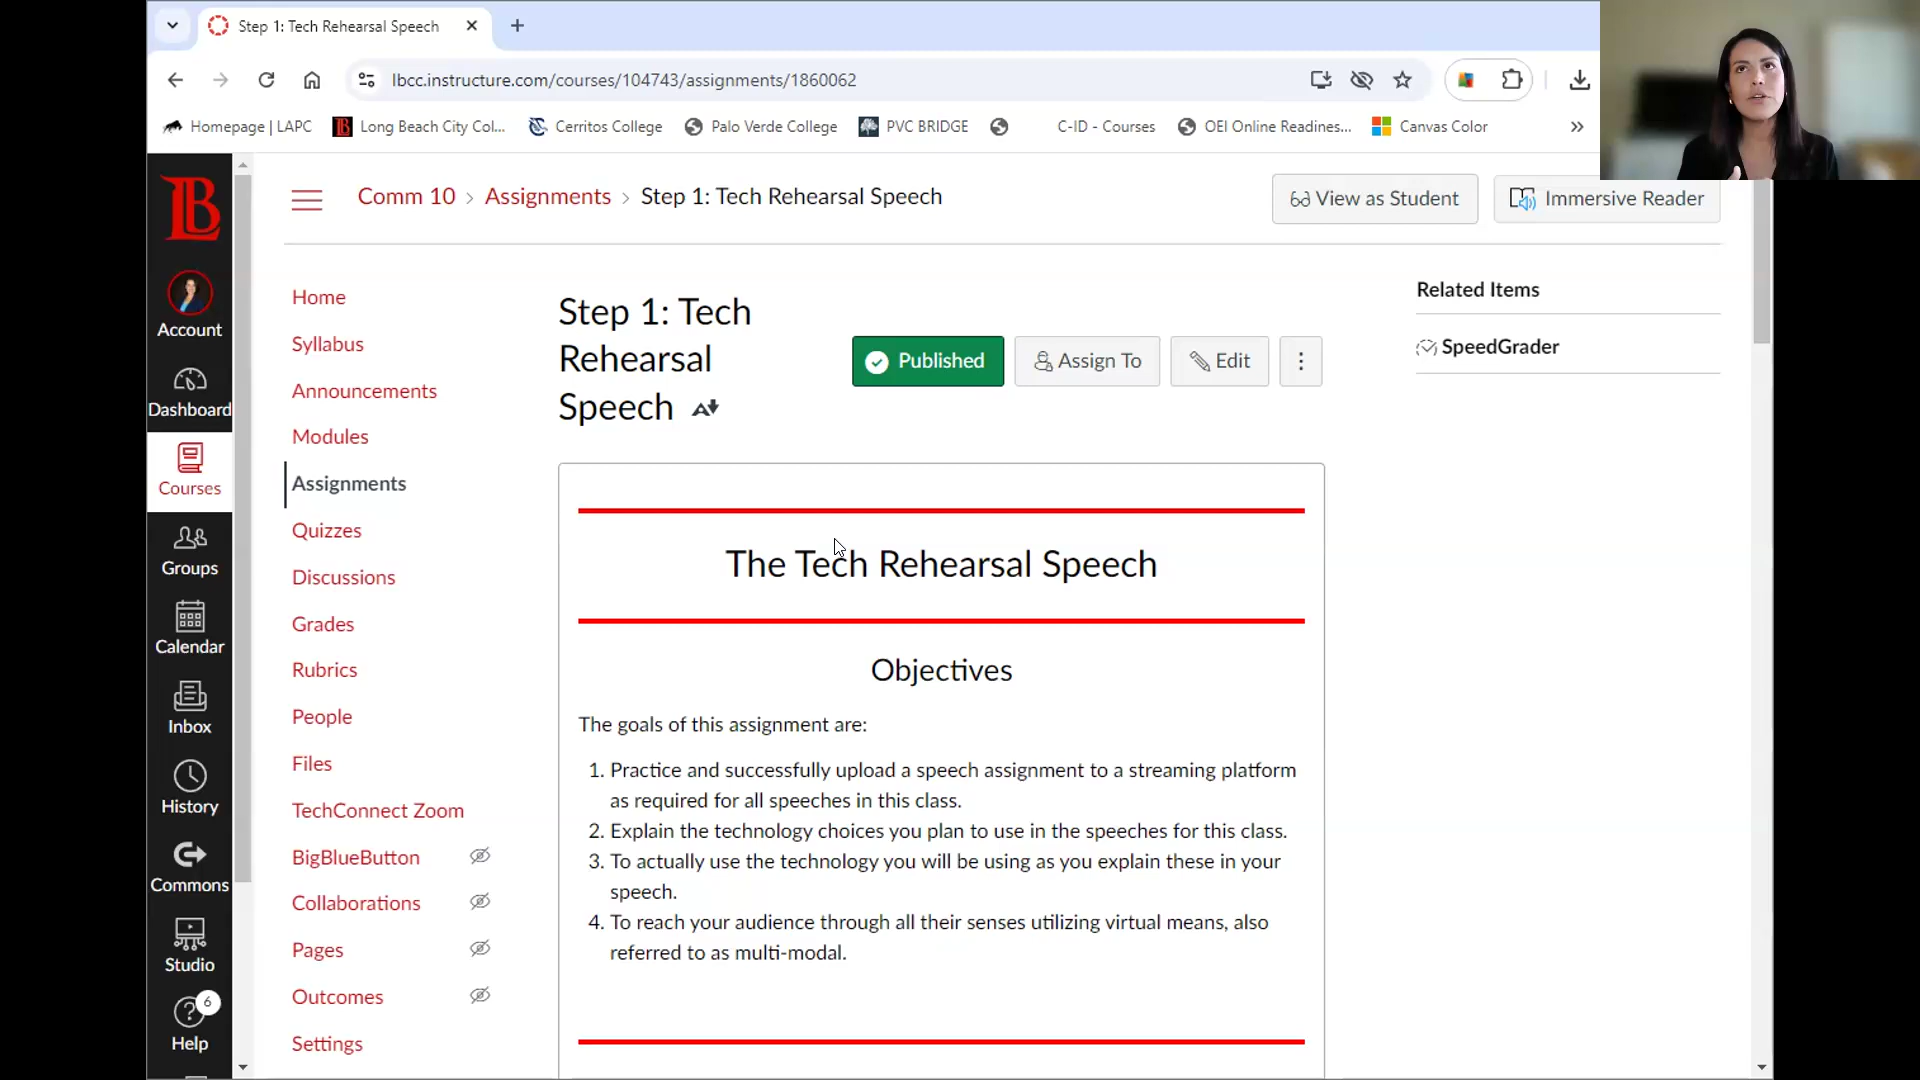 Step 1: Tech Rehearsal Speech
lbcc.instructure.com/courses/104743/assignments/1860062
Homepage | LAPC
Long Beach City Col...
Cerritos College
Palo Verde College
PVC BRIDGE
C-ID - Courses
OEI Online Readines...
Canvas Color
LB
Account
Dashboard
Courses
Groups
Calendar
Inbox
History
Commons
Studio
6
Help
Comm 10 › Assignments › Step 1: Tech Rehearsal Speech
View as Student
Immersive Reader
Home
Syllabus
Announcements
Modules
Assignments
Quizzes
Discussions
Grades
Rubrics
People
Files
TechConnect Zoom
BigBlueButton
Collaborations
Pages
Outcomes
Settings
Step 1: Tech
Rehearsal
Speech
Published
Assign To
Edit
Related Items
SpeedGrader
The Tech Rehearsal Speech
Objectives
The goals of this assignment are:
1. Practice and successfully upload a speech assignment to a streaming platform
as required for all speeches in this class.
2. Explain the technology choices you plan to use in the speeches for this class.
3. To actually use the technology you will be using as you explain these in your
speech.
4. To reach your audience through all their senses utilizing virtual means, also
referred to as multi-modal.